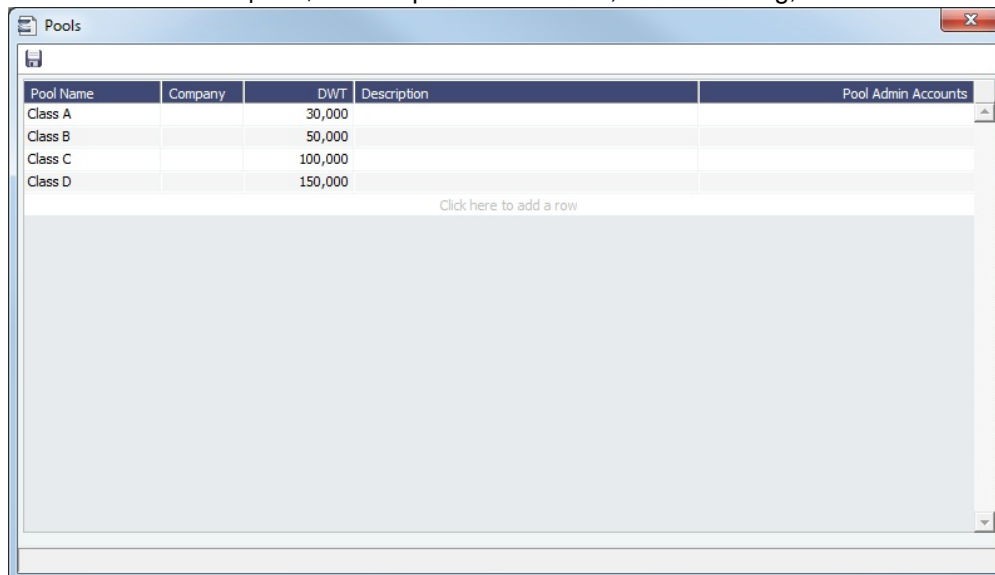 Pools
Pool Name Company DWT Description Pool Admin Accounts
Class A 30,000
Class B 50,000
Class C 100,000
Class D 150,000
Click here to add a row